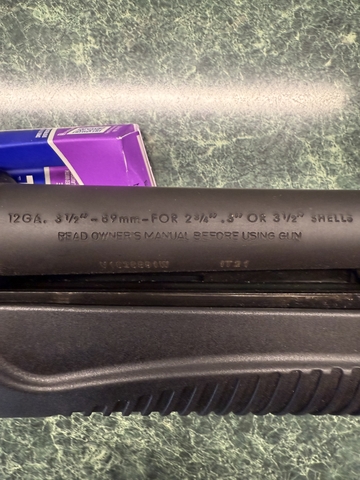 12GA. 3 1/2"-89mm-FOR 2 3/4", 3" OR 3 1/2" SHELLS
READ OWNER'S MANUAL BEFORE USING GUN